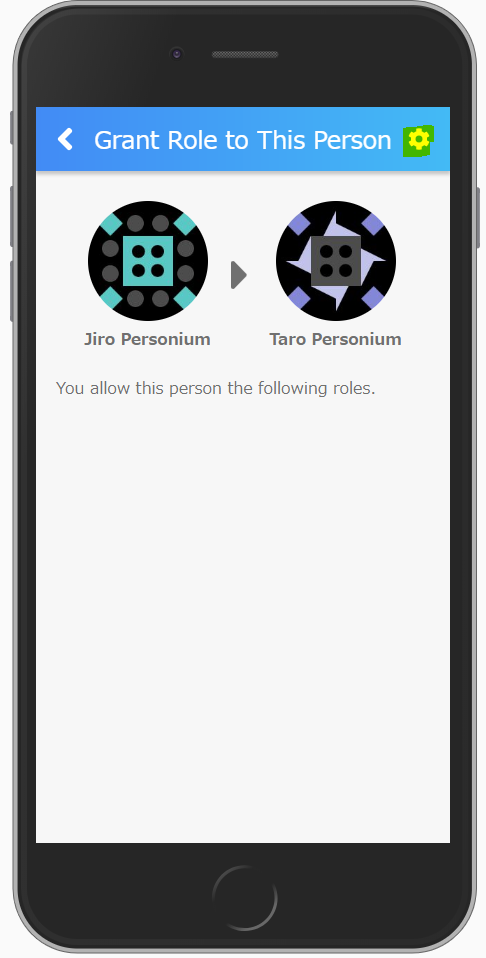 Grant Role to This Person
Jiro Personium
Taro Personium
You allow this person the following roles.